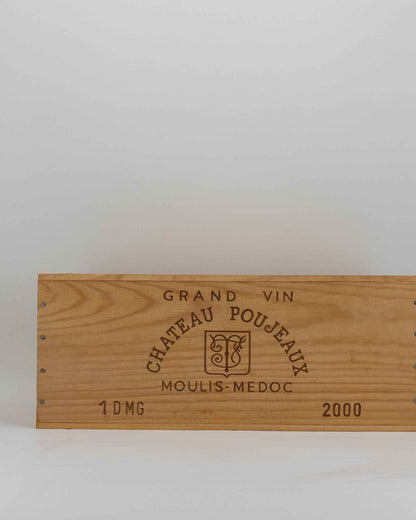 GRAND VIN
CHATEAU POUJEAUX
MOULIS-MEDOC
1 DMG 2000